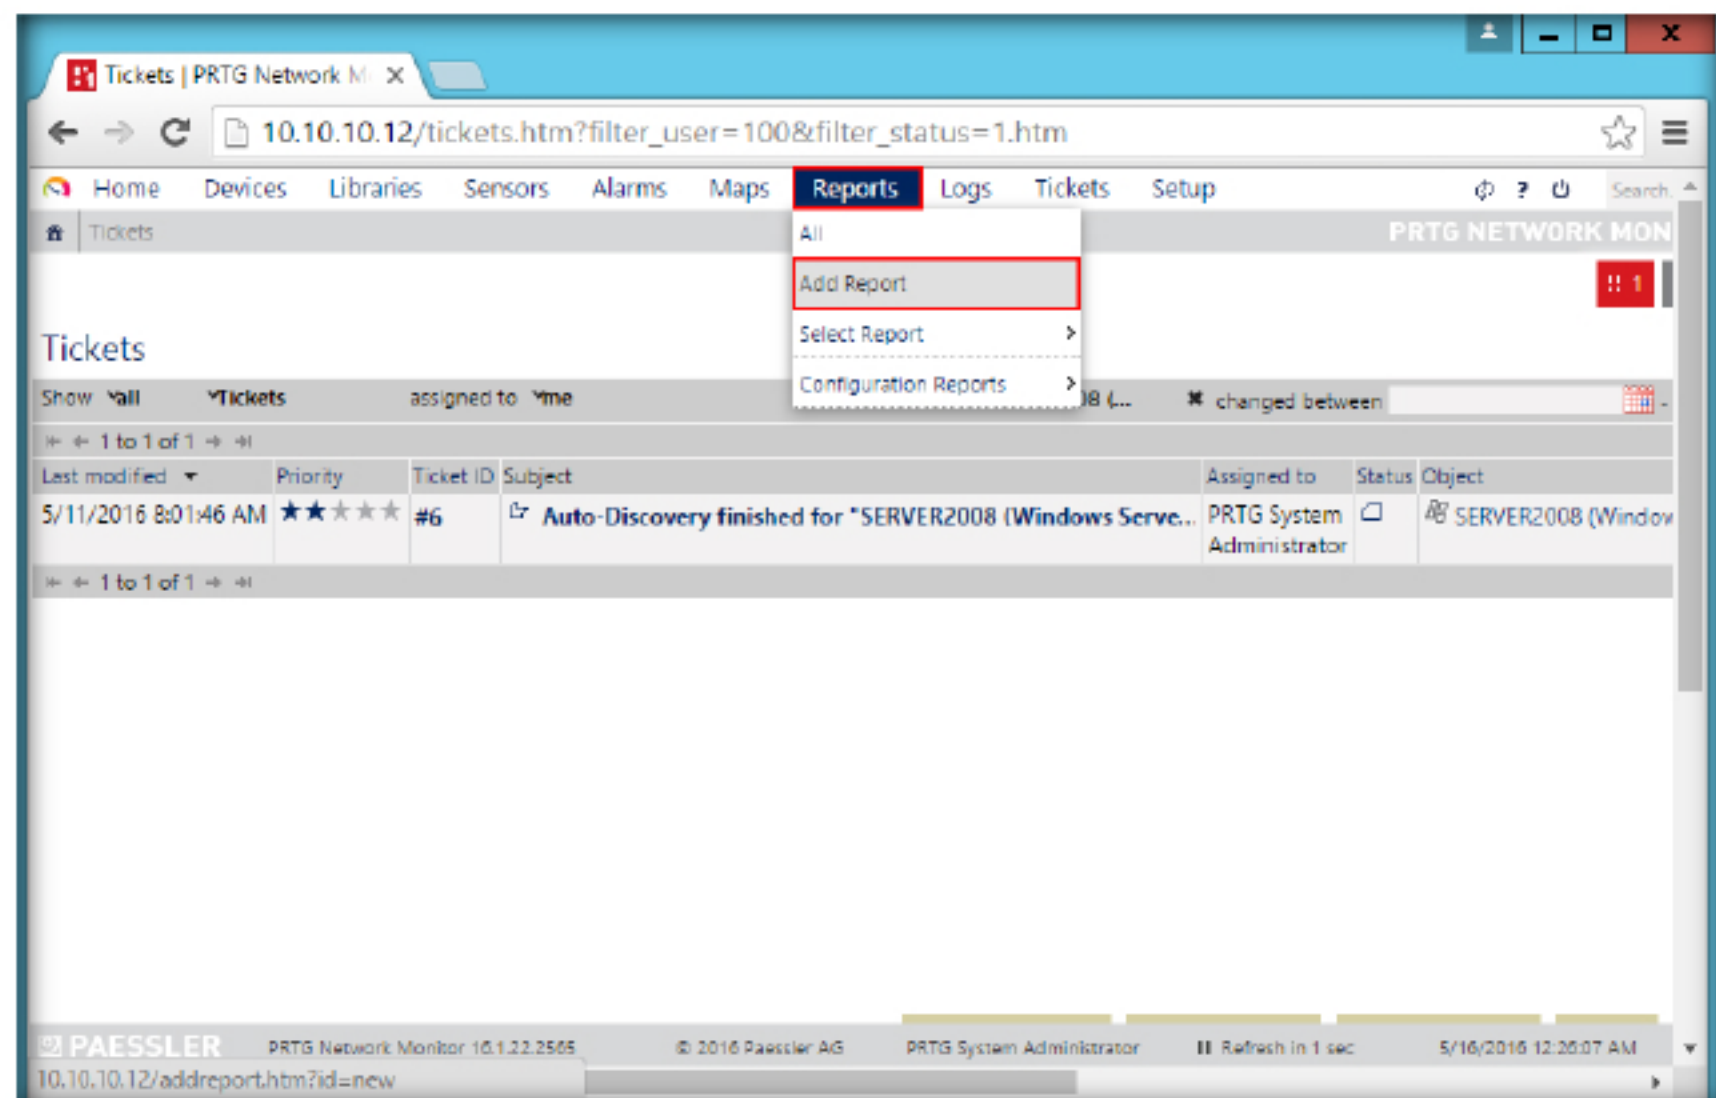 Tickets | PRTG Network M
10.10.10.12/tickets.htm?filter_user=100&filter_status=1.htm
Home Devices Libraries Sensors Alarms Maps Reports Logs Tickets Setup ? Search.
Tickets PRTG NETWORK MON
All
Add Report
!! 1
Select Report
Tickets
Configuration Reports
Show all Tickets assigned to me 08 (... changed between -
1 to 1 of 1
Last modified Priority Ticket ID Subject Assigned to Status Object
5/11/2016 8:01:46 AM #6 Auto-Discovery finished for "SERVER2008 (Windows Serve... PRTG System Administrator SERVER2008 (Window
1 to 1 of 1
PAESSLER PRTG Network Monitor 16.1.22.2565 © 2016 Paessler AG PRTG System Administrator Refresh in 1 sec 5/16/2016 12:26:07 AM
10.10.10.12/addreport.htm?id=new